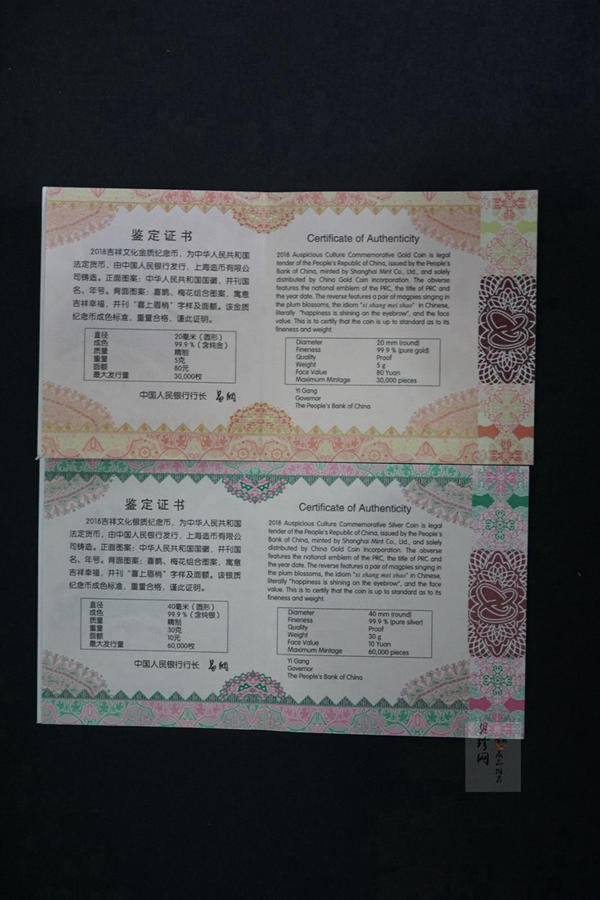 鉴定证书
2018吉祥文化金质纪念币，为中华人民共和国
法定货币，由中国人民银行发行，上海造币有限公
司铸造。正面图案：中华人民共和国国徽，并刊国
名、年号。背面图案：喜鹊、梅花组合图案，寓意
吉祥幸福，并刊“喜上眉梢”字样及面额。该金质
纪念币成色标准，重量合格，谨此证明。
直径 20毫米（圆形）
成色 99.9％（含纯金）
质量 精制
重量 5克
面额 80元
最大发行量 30,000枚
中国人民银行行长
Certificate of Authenticity
2018 Auspicious Culture Commemorative Gold Coin is legal
tender of the People's Republic of China, issued by the People's
Bank of China, minted by Shanghai Mint Co., Ltd., and solely
distributed by China Gold Coin Incorporation. The obverse
features the national emblem of the PRC, the title of PRC and
the year date. The reverse features a pair of magpies singing in
the plum blossoms, the idiom "xi shang mei shao" in Chinese,
literally "happiness is shining on the eyebrow", and the face
value. This is to certify that the coin is up to standard as to its
fineness and weight.
Diameter 20 mm (round)
Fineness 99.9 % (pure gold)
Quality Proof
Weight 5 g
Face Value 80 Yuan
Maximum Mintage 30,000 pieces
Yi Gang
Governor
The People's Bank of China
鉴定证书
2018吉祥文化银质纪念币，为中华人民共和国
法定货币，由中国人民银行发行，上海造币有限公
司铸造。正面图案：中华人民共和国国徽，并刊国
名、年号。背面图案：喜鹊、梅花组合图案，寓意
吉祥幸福，并刊“喜上眉梢”字样及面额。该银质
纪念币成色标准，重量合格，谨此证明。
直径 40毫米（圆形）
成色 99.9％（含纯银）
质量 精制
重量 30克
面额 10元
最大发行量 60,000枚
中国人民银行行长
Certificate of Authenticity
2018 Auspicious Culture Commemorative Silver Coin is legal
tender of the People's Republic of China, issued by the People's
Bank of China, minted by Shanghai Mint Co., Ltd., and solely
distributed by China Gold Coin Incorporation. The obverse
features the national emblem of the PRC, the title of PRC and
the year date. The reverse features a pair of magpies singing in
the plum blossoms, the idiom "xi shang mei shao" in Chinese,
literally "happiness is shining on the eyebrow", and the face
value. This is to certify that the coin is up to standard as to its
fineness and weight.
Diameter 40 mm (round)
Fineness 99.9 % (pure silver)
Quality Proof
Weight 30 g
Face Value 10 Yuan
Maximum Mintage 60,000 pieces
Yi Gang
Governor
The People's Bank of China